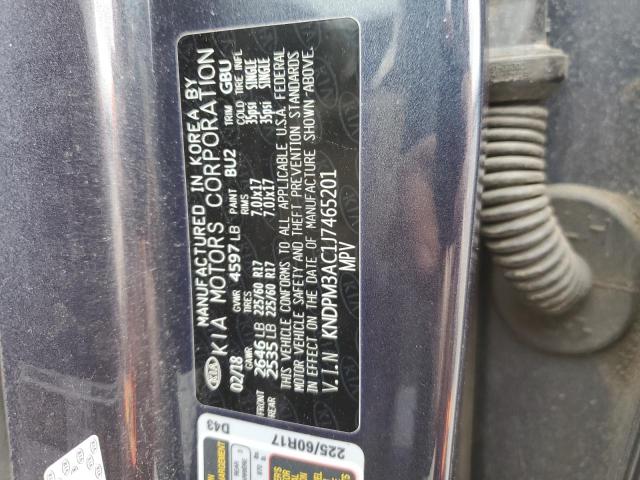 KIA
MANUFACTURED IN KOREA BY
KIA MOTORS CORPORATION
02/18 GVWR 4597 LB PAINT BU2 TRIM GBU
GAWR TIRES RIMS COLD TIRE INFL
FRONT 2646 LB 225/60 R17 7.0Jx17 35psi SINGLE
REAR 2535 LB 225/60 R17 7.0Jx17 35psi SINGLE
THIS VEHICLE CONFORMS TO ALL APPLICABLE U.S.A. FEDERAL
MOTOR VEHICLE SAFETY AND THEFT PREVENTION STANDARDS
IN EFFECT ON THE DATE OF MANUFACTURE SHOWN ABOVE.
V.I.N KNDPM3AC1J7465201
MPV
D43
225/60R17